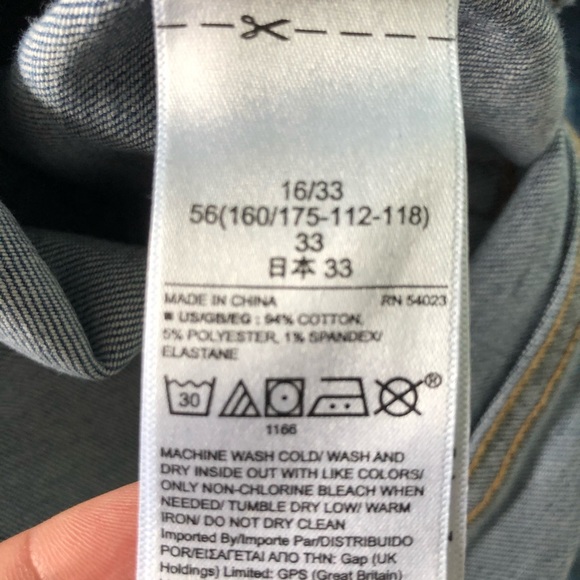 16/33
56(160/175-112-118)
33
日本 33
MADE IN CHINA RN 54023
■ US/GB/EG : 94% COTTON,
5% POLYESTER, 1% SPANDEX/
ELASTANE
30
®
1166
MACHINE WASH COLD/ WASH AND
DRY INSIDE OUT WITH LIKE COLORS/
ONLY NON-CHLORINE BLEACH WHEN
NEEDED/ TUMBLE DRY LOW/ WARM
IRON/ DO NOT DRY CLEAN
Imported By/Importe Par/DISTRIBUIDO
POR/ΕΙΣΑΓΕΤΑΙ ΑΠΟ ΤΗΝ: Gap (UK
Holdings) Limited: GPS (Great Britain)